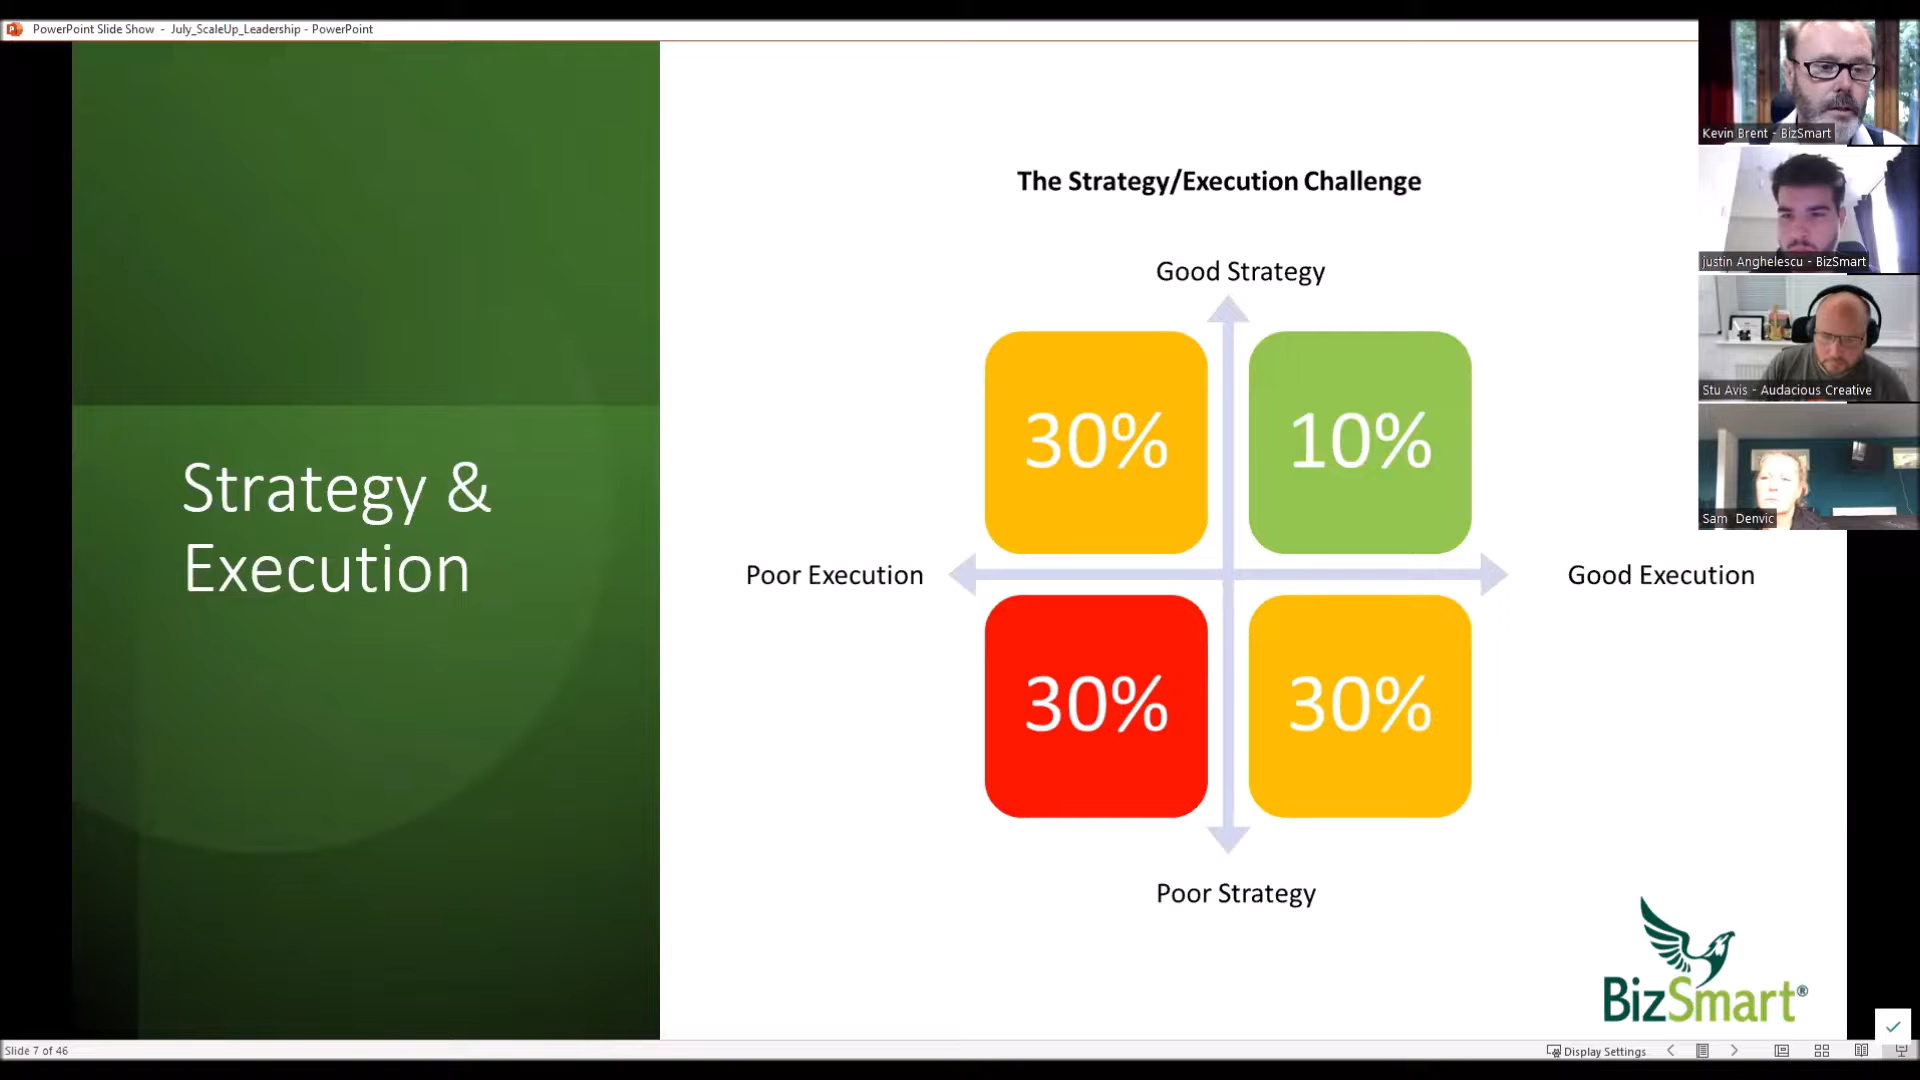 PowerPoint Slide Show - July_ScaleUp_Leadership - PowerPoint
Strategy &
Execution
The Strategy/Execution Challenge
Good Strategy
30%
10%
Poor Execution
Good Execution
30%
30%
Poor Strategy
BizSmart®
Kevin Brent - BizSmart
justin Anghelescu - BizSmart
Stu Avis - Audacious Creative
Sam Denvic
Slide 7 of 46
Display Settings